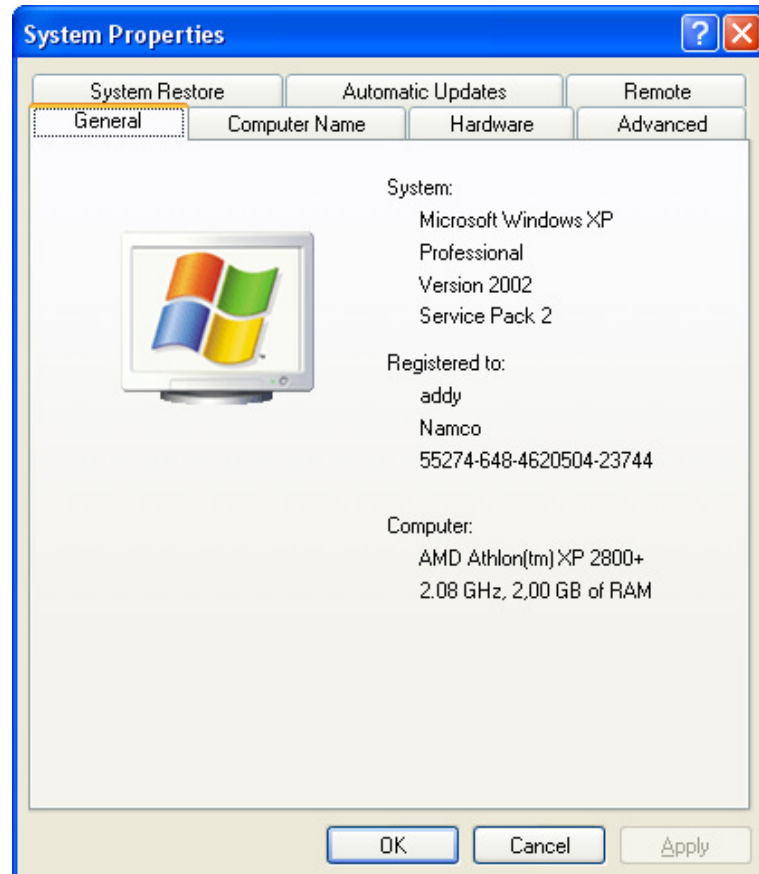 System Properties
System Restore
Automatic Updates
Remote
General
Computer Name
Hardware
Advanced
System:
Microsoft Windows XP
Professional
Version 2002
Service Pack 2
Registered to:
addy
Namco
55274-648-4620504-23744
Computer:
AMD Athlon(tm) XP 2800+
2.08 GHz, 2,00 GB of RAM
OK
Cancel
Apply